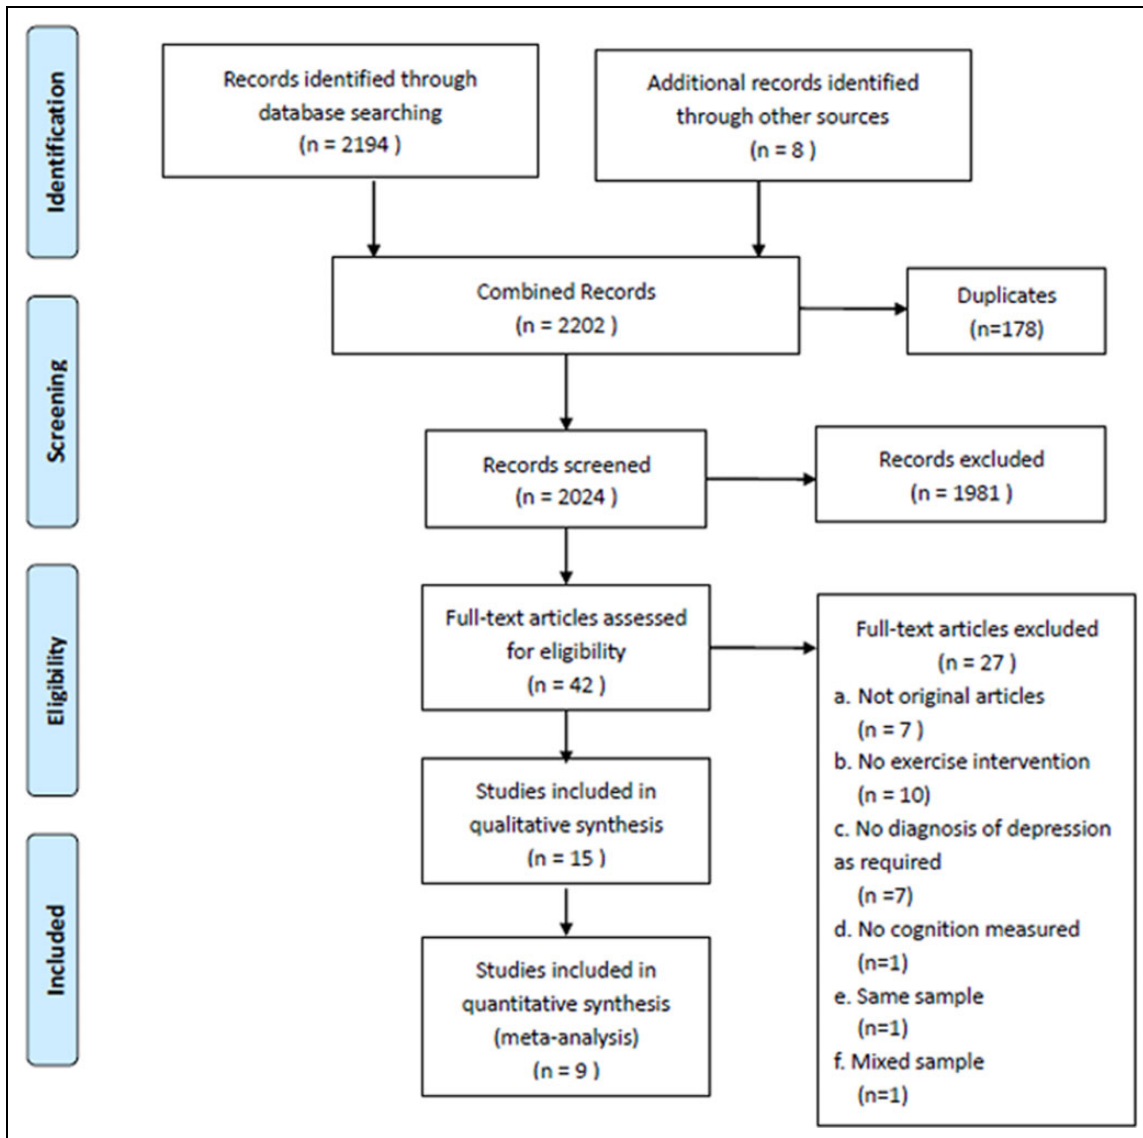 Identification
Records identified through
database searching
(n = 2194 )
Additional records identified
through other sources
(n = 8 )
Combined Records
(n = 2202 )
Duplicates
(n=178)
Screening
Records screened
(n = 2024 )
Records excluded
(n = 1981 )
Eligibility
Full-text articles assessed
for eligibility
(n = 42 )
Full-text articles excluded
(n = 27 )
a. Not original articles
(n = 7 )
b. No exercise intervention
(n = 10)
c. No diagnosis of depression
as required
(n =7)
d. No cognition measured
(n=1)
e. Same sample
(n=1)
f. Mixed sample
(n=1)
Studies included in
qualitative synthesis
(n = 15 )
Included
Studies included in
quantitative synthesis
(meta-analysis)
(n = 9 )